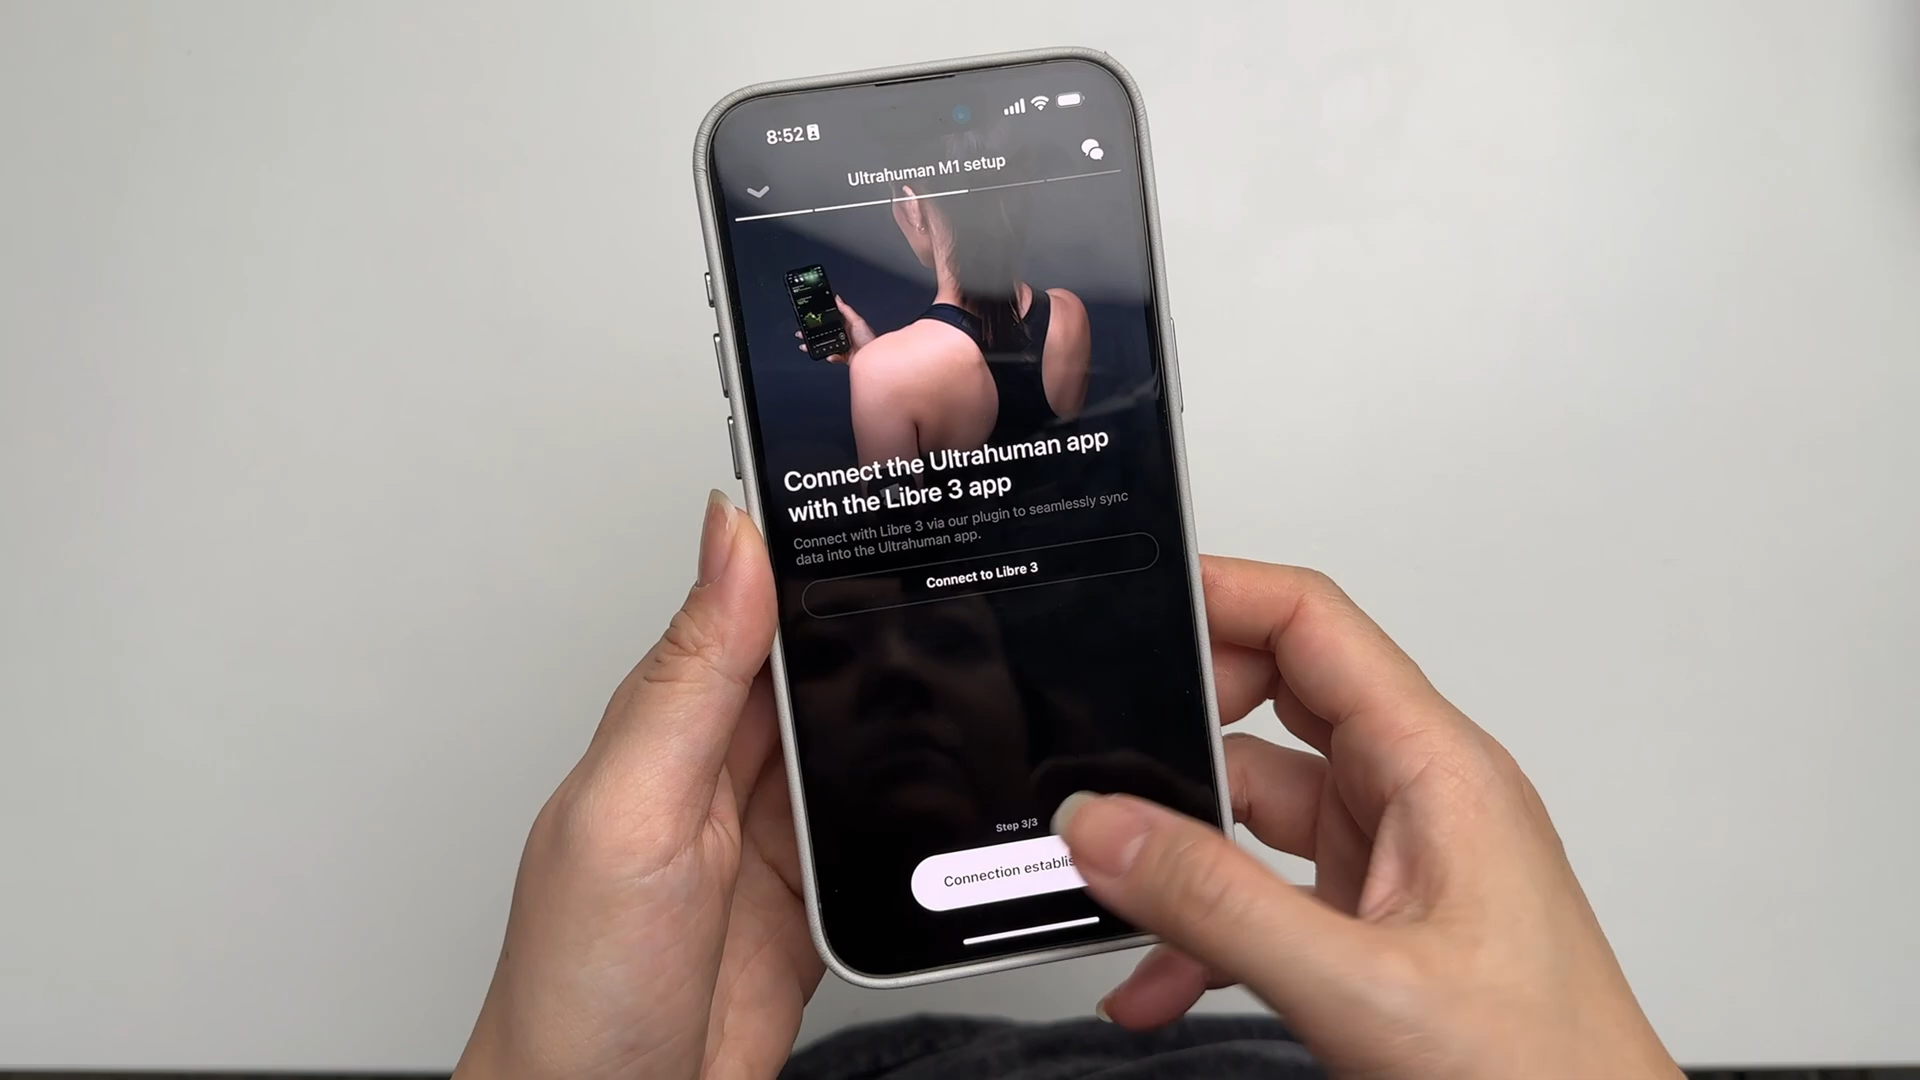 8:52
Ultrahuman M1 setup
Connect the Ultrahuman app
with the Libre 3 app
Connect with Libre 3 via our plugin to seamlessly sync
data into the Ultrahuman app.
Connect to Libre 3
Step 3/3
Connection establis